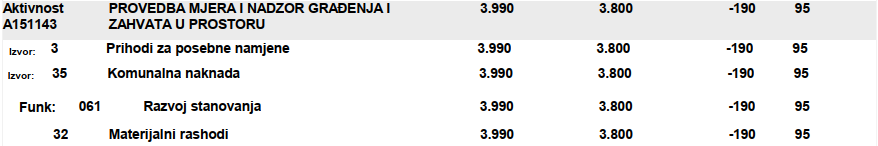 Aktivnost PROVEDBA MJERA I NADZOR GRAĐENJA I 3.990 3.800 -190 95
A151143 ZAHVATA U PROSTORU
Izvor: 3 Prihodi za posebne namjene 3.990 3.800 -190 95
Izvor: 35 Komunalna naknada 3.990 3.800 -190 95
Funk: 061 Razvoj stanovanja 3.990 3.800 -190 95
32 Materijalni rashodi 3.990 3.800 -190 95